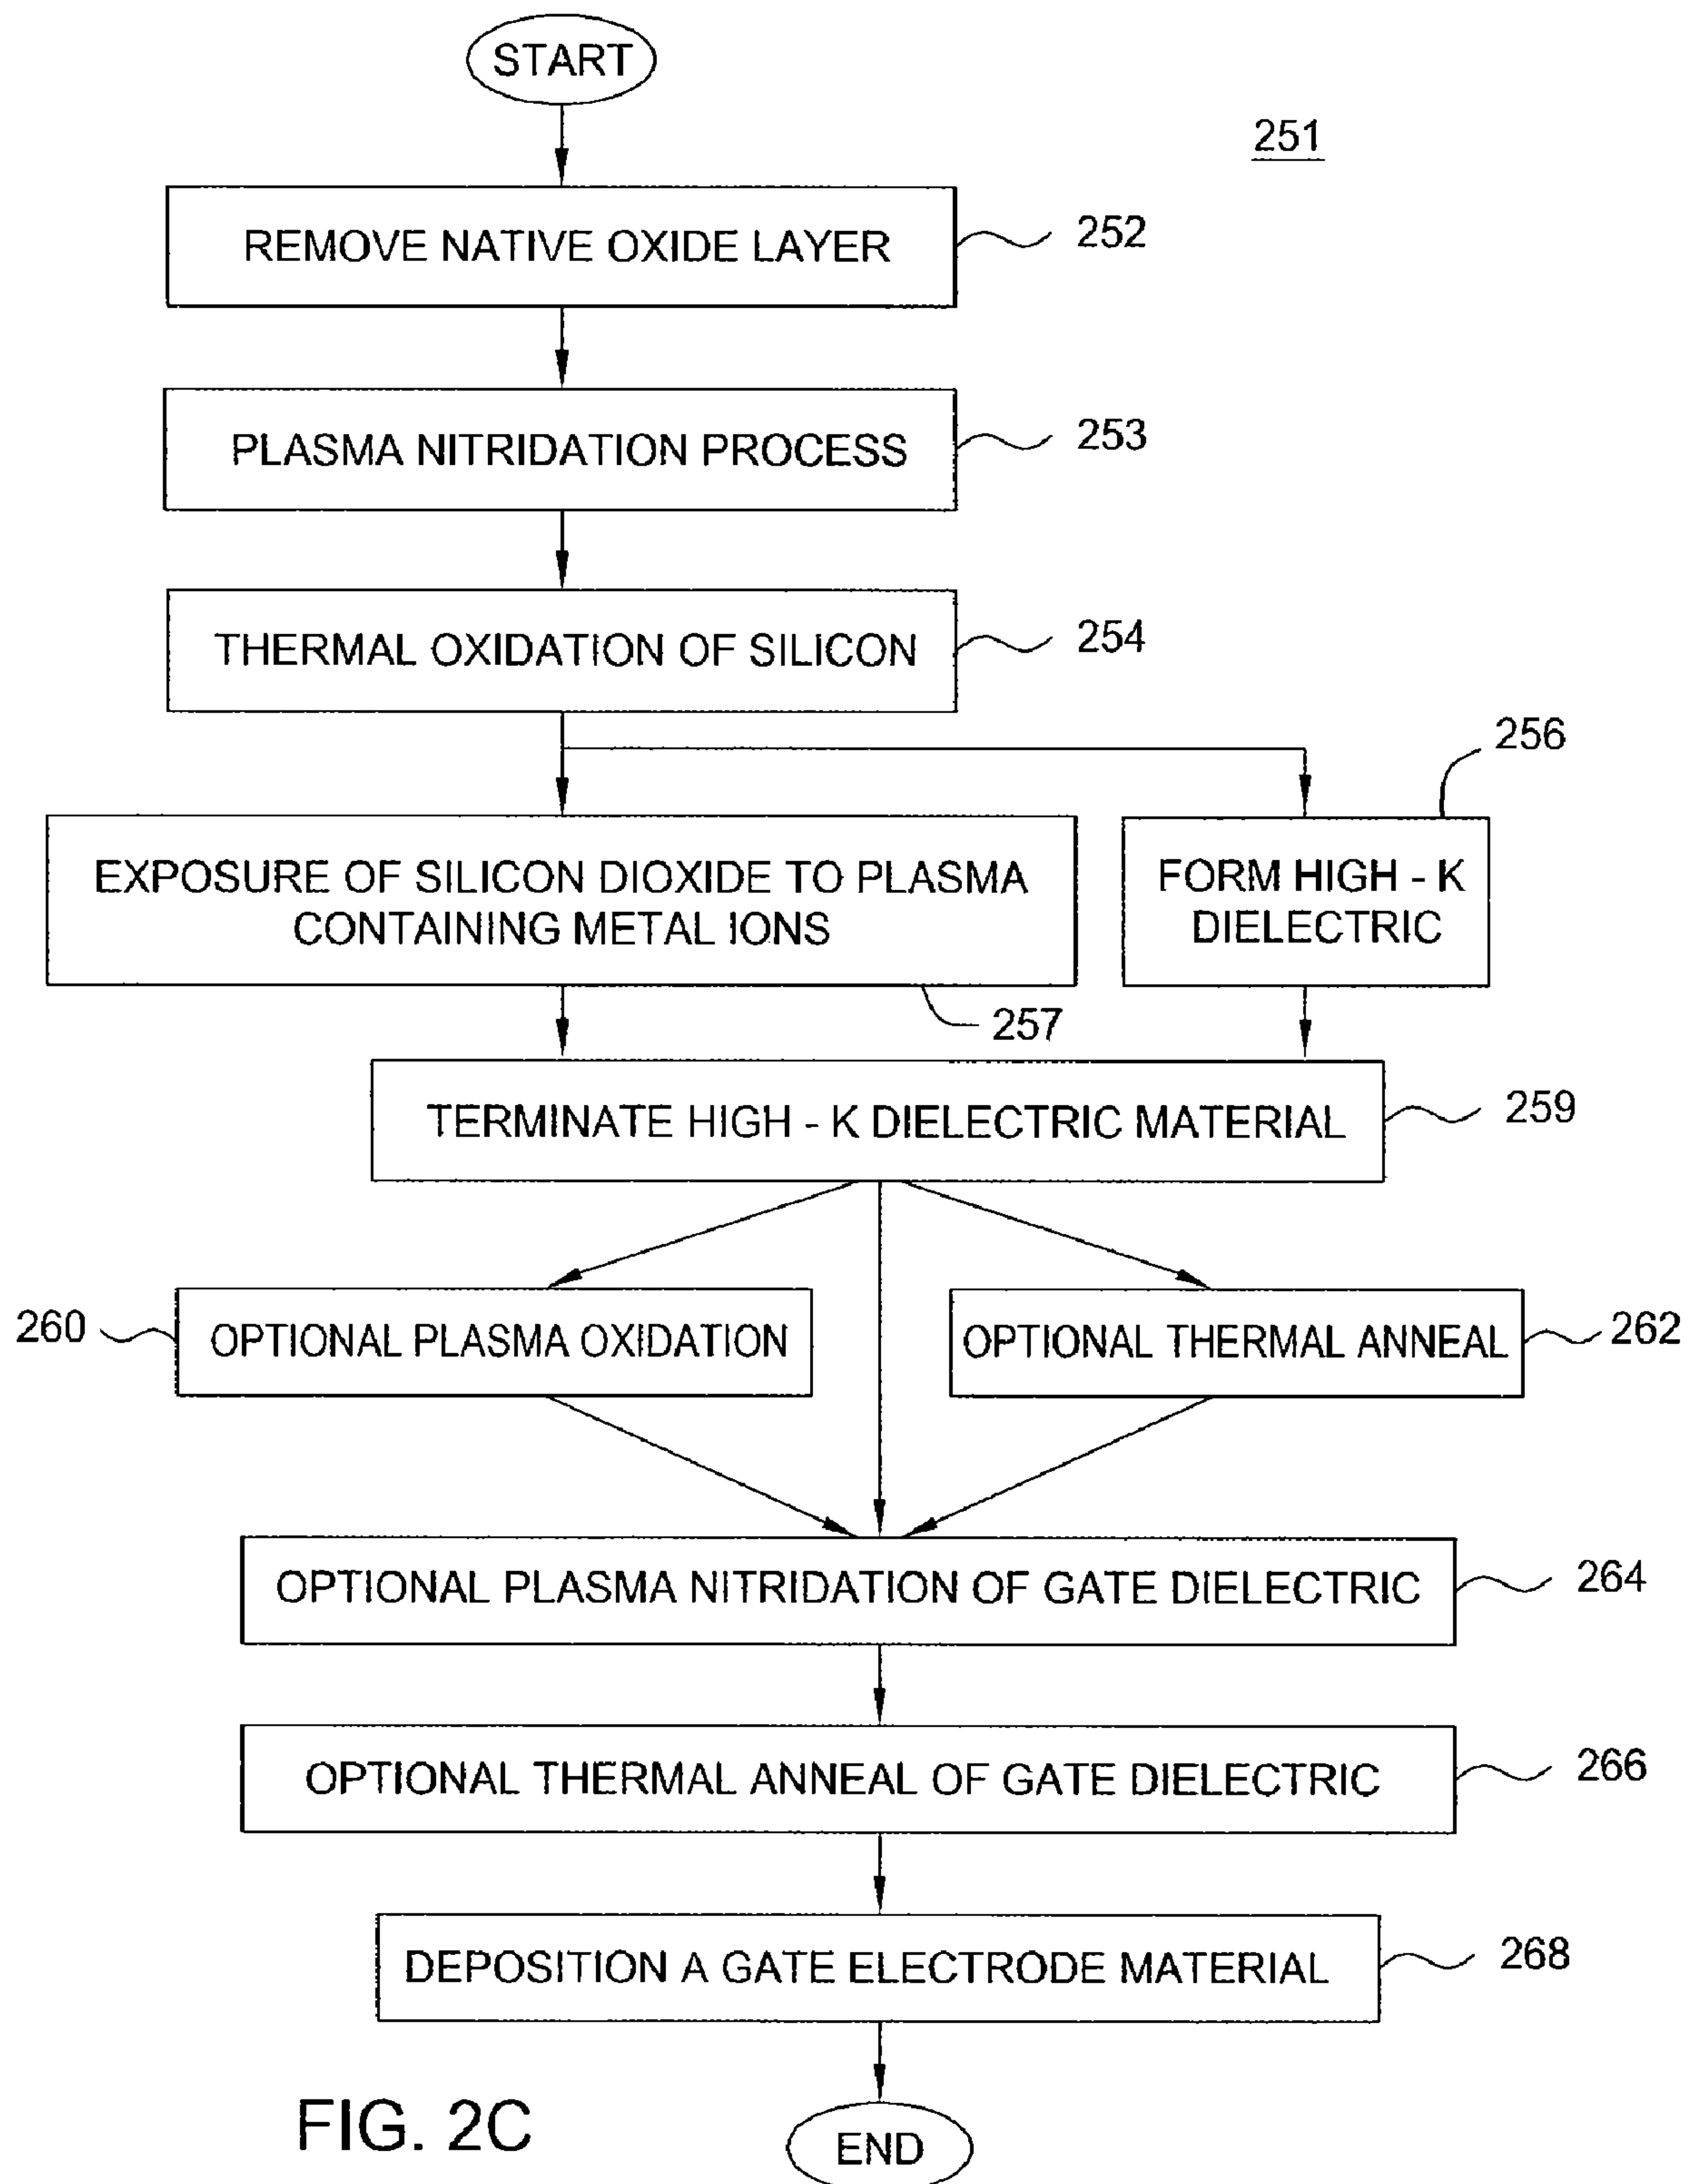 START
251
REMOVE NATIVE OXIDE LAYER
252
PLASMA NITRIDATION PROCESS
253
THERMAL OXIDATION OF SILICON
254
256
EXPOSURE OF SILICON DIOXIDE TO PLASMA
CONTAINING METAL IONS
FORM HIGH - K
DIELECTRIC
257
TERMINATE HIGH - K DIELECTRIC MATERIAL
259
260
OPTIONAL PLASMA OXIDATION
OPTIONAL THERMAL ANNEAL
262
OPTIONAL PLASMA NITRIDATION OF GATE DIELECTRIC
264
OPTIONAL THERMAL ANNEAL OF GATE DIELECTRIC
266
DEPOSITION A GATE ELECTRODE MATERIAL
268
FIG. 2C
END